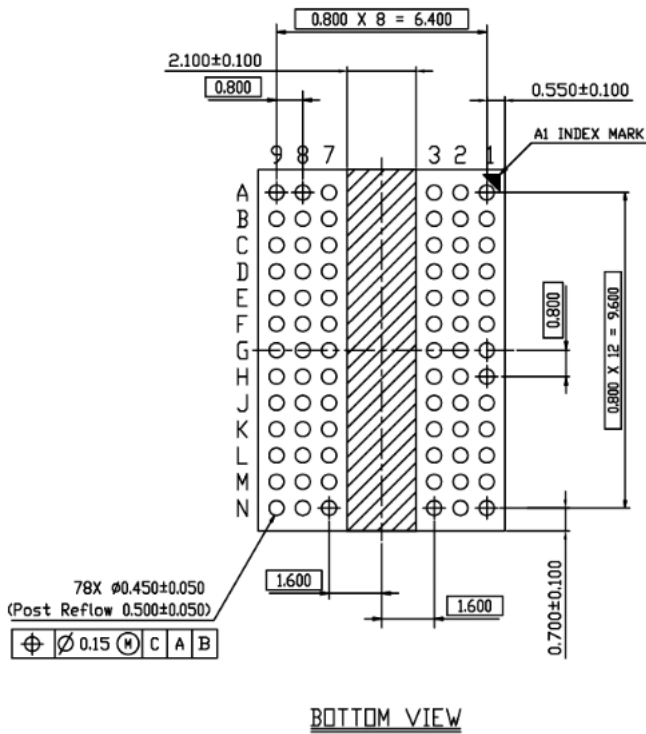 0.800 X 8 = 6.400
2.100±0.100
0.800
0.550±0.100
A1 INDEX MARK
9 8 7 3 2 1
A
B
C
D
E
F
G
H
J
K
L
M
N
0.800
0.800 X 12 = 9.600
1.600
1.600
0.700±0.100
78X Ø0.450±0.050
(Post Reflow 0.500±0.050)
⌖ Ø 0.15 Ⓜ C A B
BOTTOM VIEW